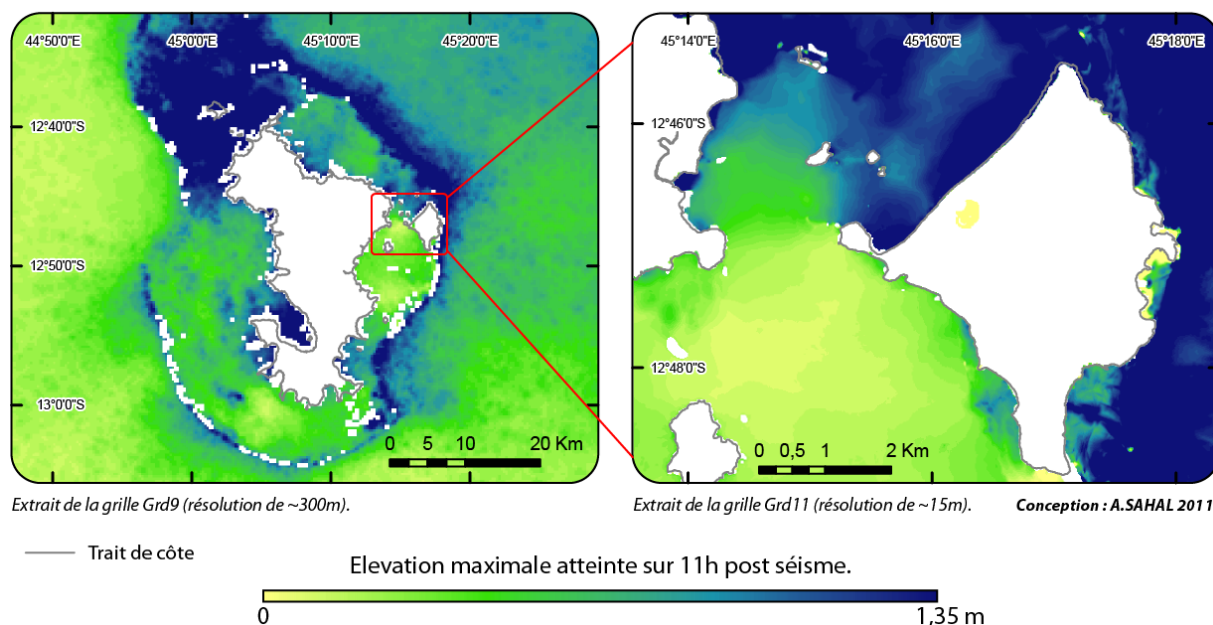 44°50'0"E
45°0'0"E
45°10'0"E
45°20'0"E
12°40'0"S
12°50'0"S
13°0'0"S
0 5 10 20 Km
45°14'0"E
45°16'0"E
45°18'0"E
12°46'0"S
12°48'0"S
0 0,5 1 2 Km
Extrait de la grille Grd9 (résolution de ~300m).
Extrait de la grille Grd11 (résolution de ~15m).
Conception : A.SAHAL 2011
Trait de côte
Elevation maximale atteinte sur 11h post séisme.
0
1,35 m